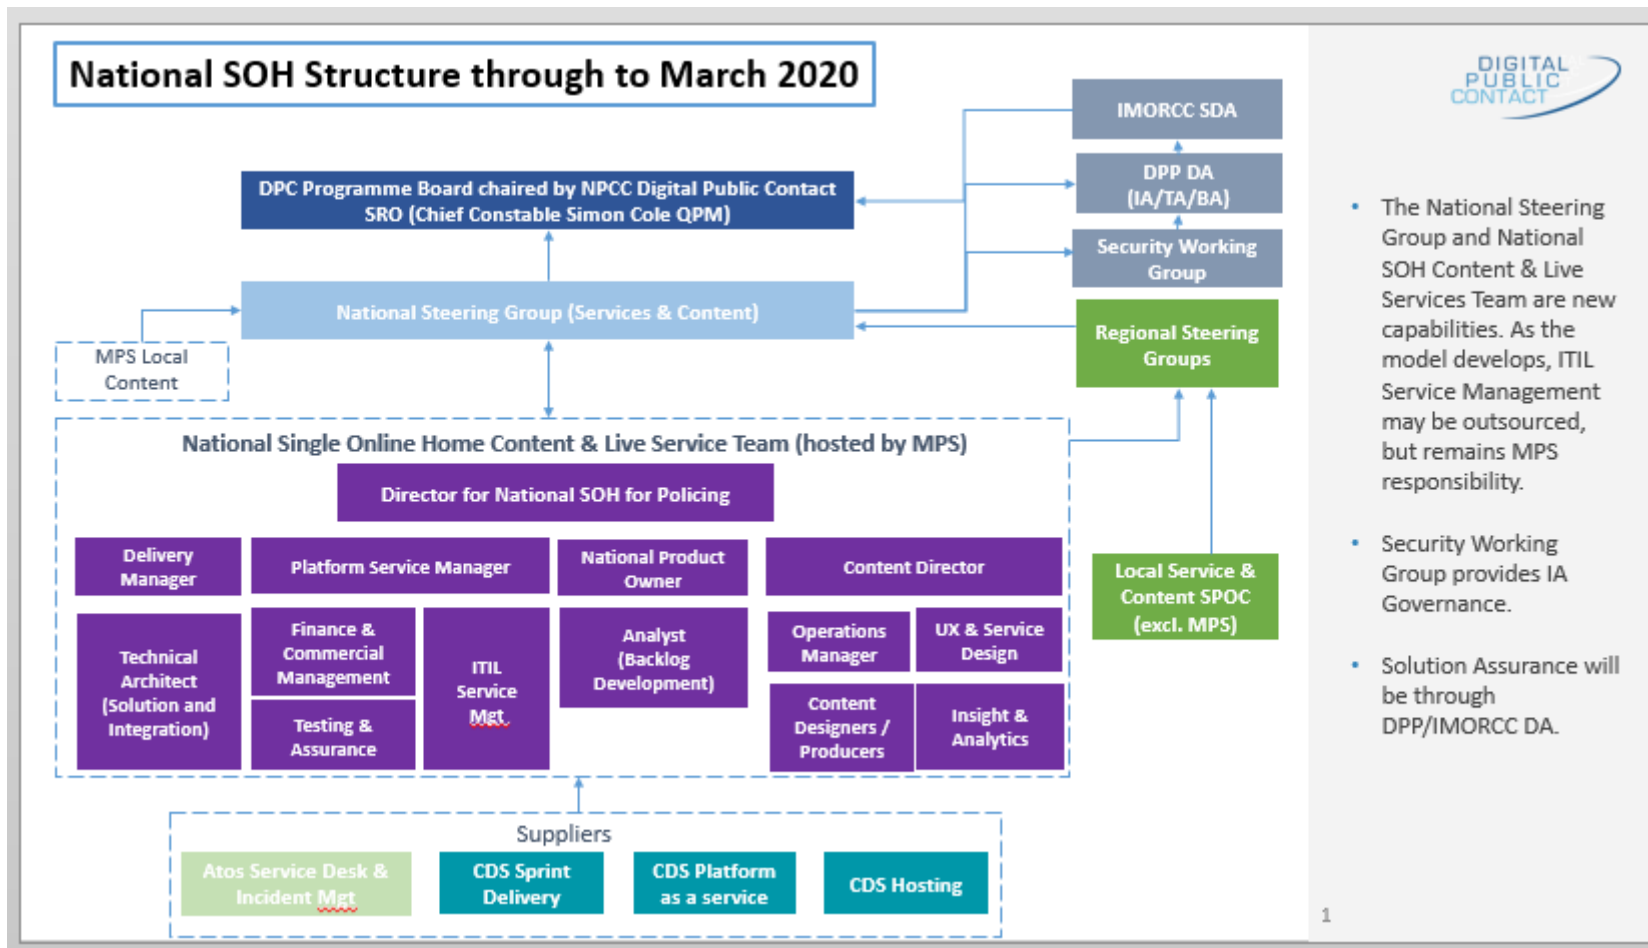 National SOH Structure through to March 2020
DIGITAL
PUBLIC
CONTACT
IMORCC SDA
DPP DA
(IA/TA/BA)
Security Working
Group
DPC Programme Board chaired by NPCC Digital Public Contact
SRO (Chief Constable Simon Cole QPM)
National Steering Group (Services & Content)
MPS Local
Content
Regional Steering
Groups
National Single Online Home Content & Live Service Team (hosted by MPS)
Director for National SOH for Policing
Delivery
Manager
Platform Service Manager
National Product
Owner
Content Director
Technical
Architect
(Solution and
Integration)
Finance &
Commercial
Management
Testing &
Assurance
ITIL
Service
Mgt
Analyst
(Backlog
Development)
Operations
Manager
UX & Service
Design
Content
Designers /
Producers
Insight &
Analytics
Local Service &
Content SPOC
(excl. MPS)
Suppliers
Atos Service Desk &
Incident Mgt
CDS Sprint
Delivery
CDS Platform
as a service
CDS Hosting
• The National Steering
Group and National
SOH Content & Live
Services Team are new
capabilities. As the
model develops, ITIL
Service Management
may be outsourced,
but remains MPS
responsibility.
• Security Working
Group provides IA
Governance.
• Solution Assurance will
be through
DPP/IMORCC DA.
1